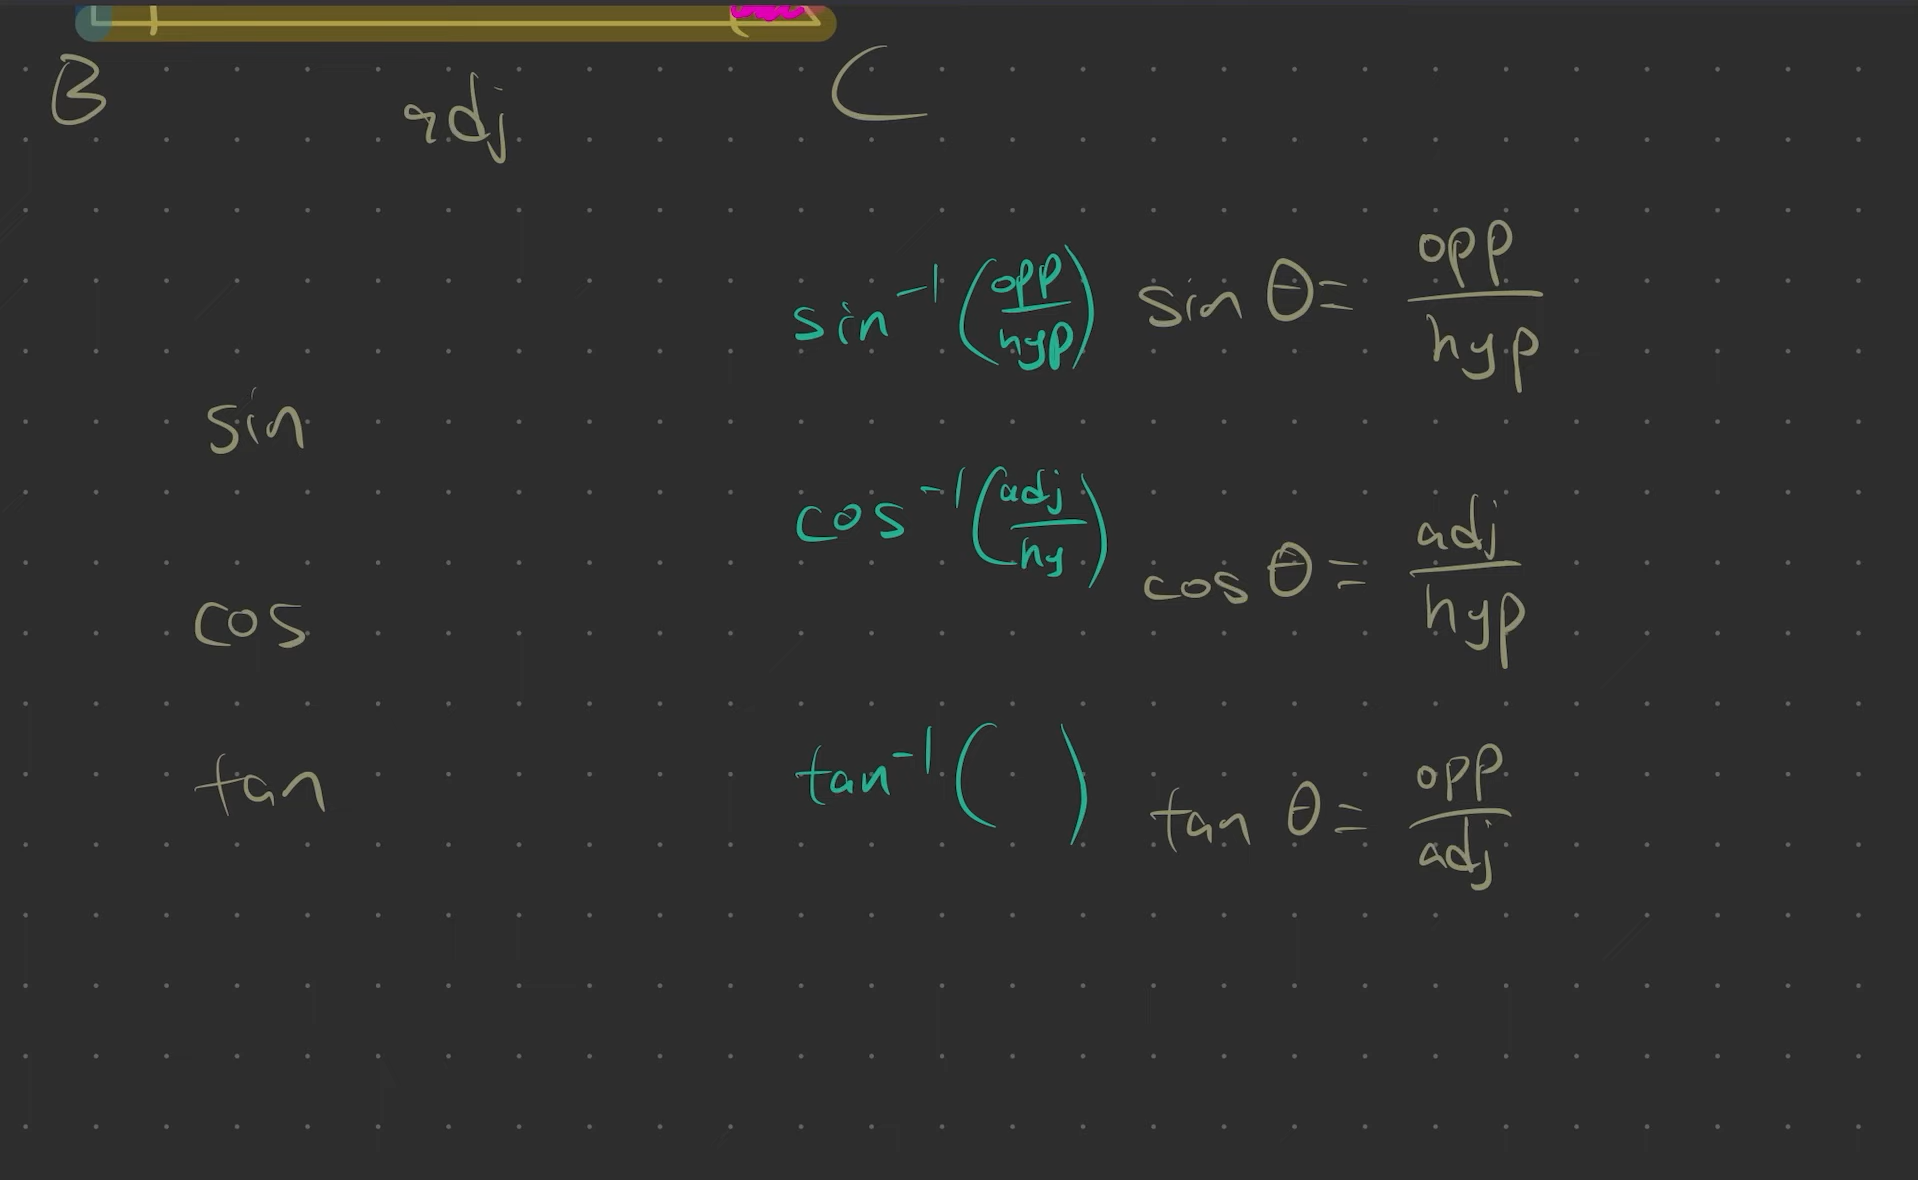 B adj C
sin⁻¹(opp/hyp) sin θ= opp/hyp
sin
cos⁻¹(adj/hy) cos θ= adj/hyp
cos
tan tan⁻¹( ) tan θ= opp/adj